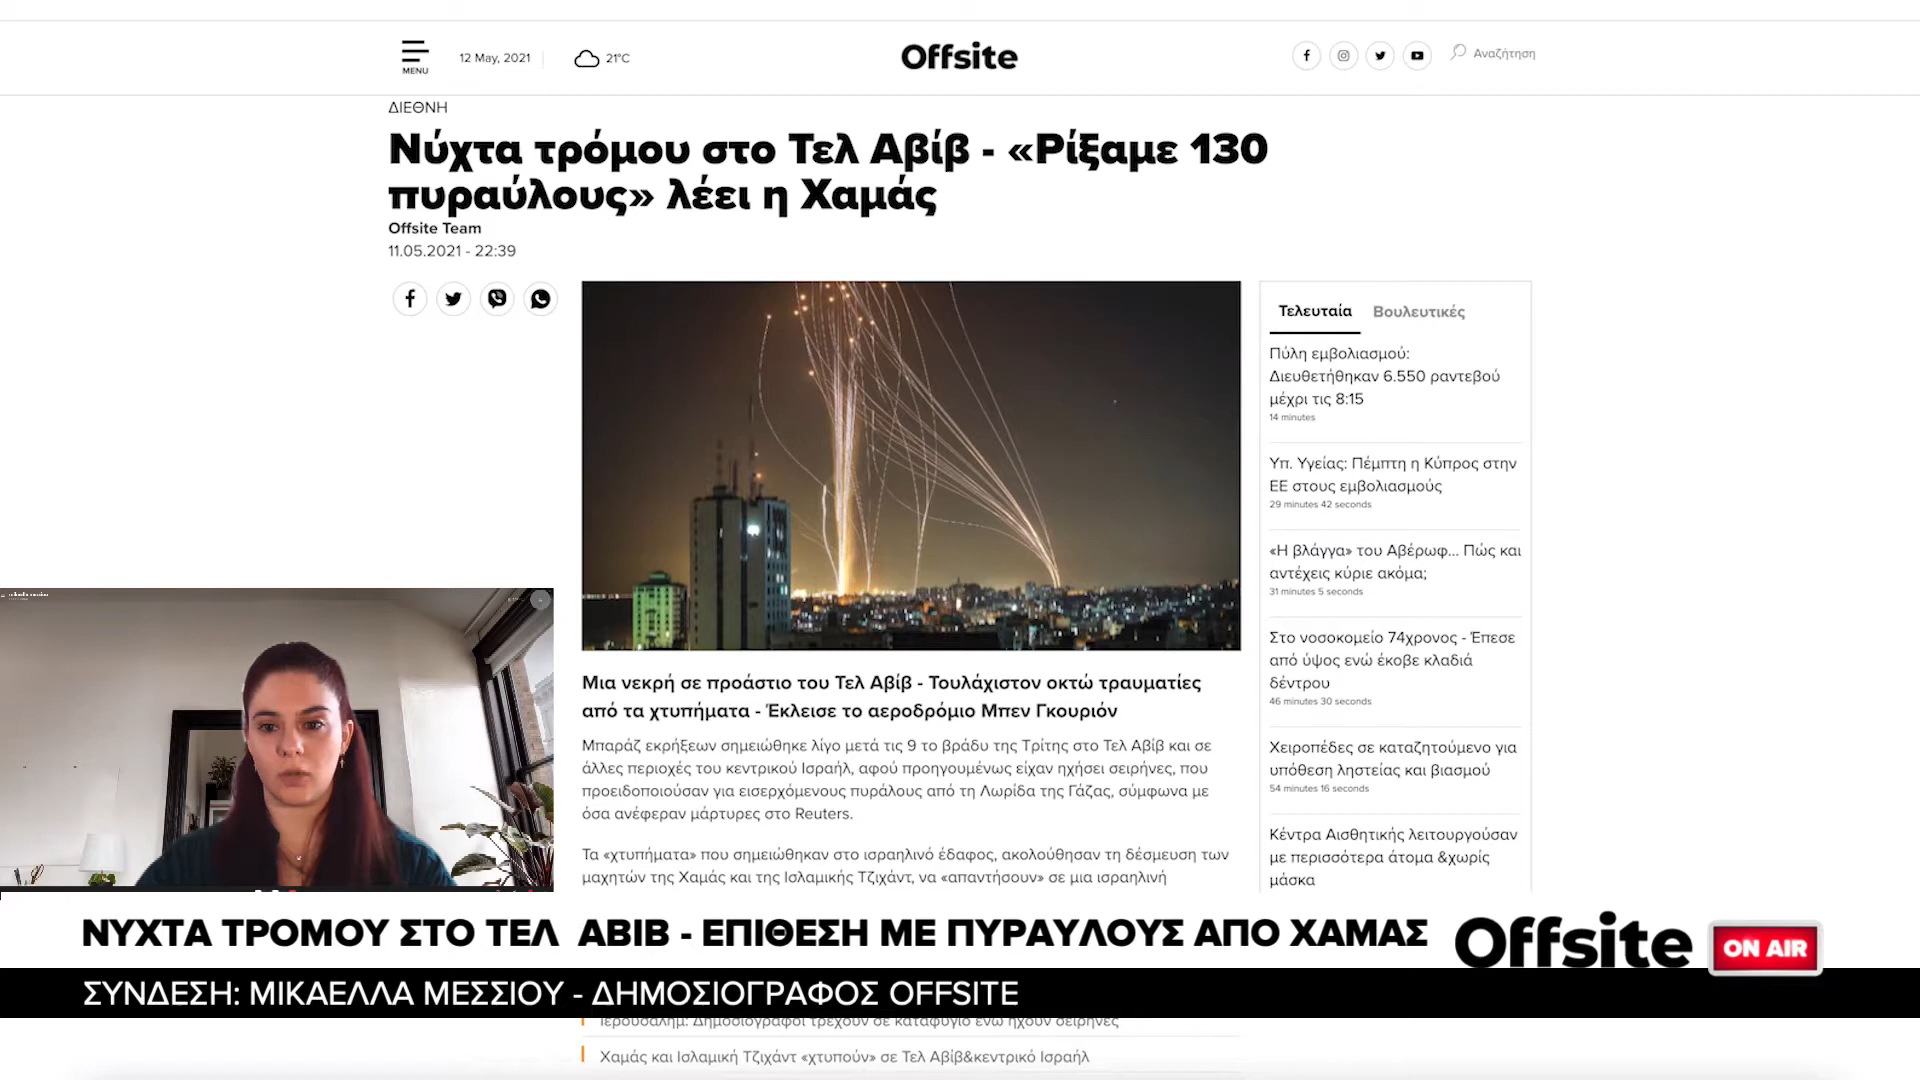 MENU
12 May, 2021
21°C
Offsite
Αναζήτηση
ΔΙΕΘΝΗ
Νύχτα τρόμου στο Τελ Αβίβ - «Ρίξαμε 130
πυραύλους» λέει η Χαμάς
Offsite Team
11.05.2021 - 22:39
Μια νεκρή σε προάστιο του Τελ Αβίβ - Τουλάχιστον οκτώ τραυματίες
από τα χτυπήματα - Έκλεισε το αεροδρόμιο Μπεν Γκουριόν
Μπαράζ εκρήξεων σημειώθηκε λίγο μετά τις 9 το βράδυ της Τρίτης στο Τελ Αβίβ και σε
άλλες περιοχές του κεντρικού Ισραήλ, αφού προηγουμένως είχαν ηχήσει σειρήνες, που
προειδοποιούσαν για εισερχόμενους πυράλους από τη Λωρίδα της Γάζας, σύμφωνα με
όσα ανέφεραν μάρτυρες στο Reuters.
Τα «χτυπήματα» που σημειώθηκαν στο ισραηλινό έδαφος, ακολούθησαν τη δέσμευση των
μαχητών της Χαμάς και της Ισλαμικής Τζιχάντ, να «απαντήσουν» σε μια ισραηλινή
Τελευταία Βουλευτικές
Πύλη εμβολιασμού:
Διευθετήθηκαν 6.550 ραντεβού
μέχρι τις 8:15
14 minutes
Υπ. Υγείας: Πέμπτη η Κύπρος στην
ΕΕ στους εμβολιασμούς
29 minutes 42 seconds
«Η βλάγγα» του Αβέρωφ... Πώς και
αντέχεις κύριε ακόμα;
31 minutes 5 seconds
Στο νοσοκομείο 74χρονος - Έπεσε
από ύψος ενώ έκοβε κλαδιά
δέντρου
46 minutes 30 seconds
Χειροπέδες σε καταζητούμενο για
υπόθεση ληστείας και βιασμού
54 minutes 16 seconds
Κέντρα Αισθητικής λειτουργούσαν
με περισσότερα άτομα &χωρίς
μάσκα
ΝΥΧΤΑ ΤΡΟΜΟΥ ΣΤΟ ΤΕΛ ΑΒΙΒ - ΕΠΙΘΕΣΗ ΜΕ ΠΥΡΑΥΛΟΥΣ ΑΠΟ ΧΑΜΑΣ
Offsite
ON AIR
ΣΥΝΔΕΣΗ: ΜΙΚΑΕΛΛΑ ΜΕΣΣΙΟΥ - ΔΗΜΟΣΙΟΓΡΑΦΟΣ OFFSITE
Ιερουσαλήμ: Δημοσιογράφοι τρέχουν σε καταφύγιο ενώ ηχούν σειρήνες
Χαμάς και Ισλαμική Τζιχάντ «χτυπούν» σε Τελ Αβίβ&κεντρικό Ισραήλ